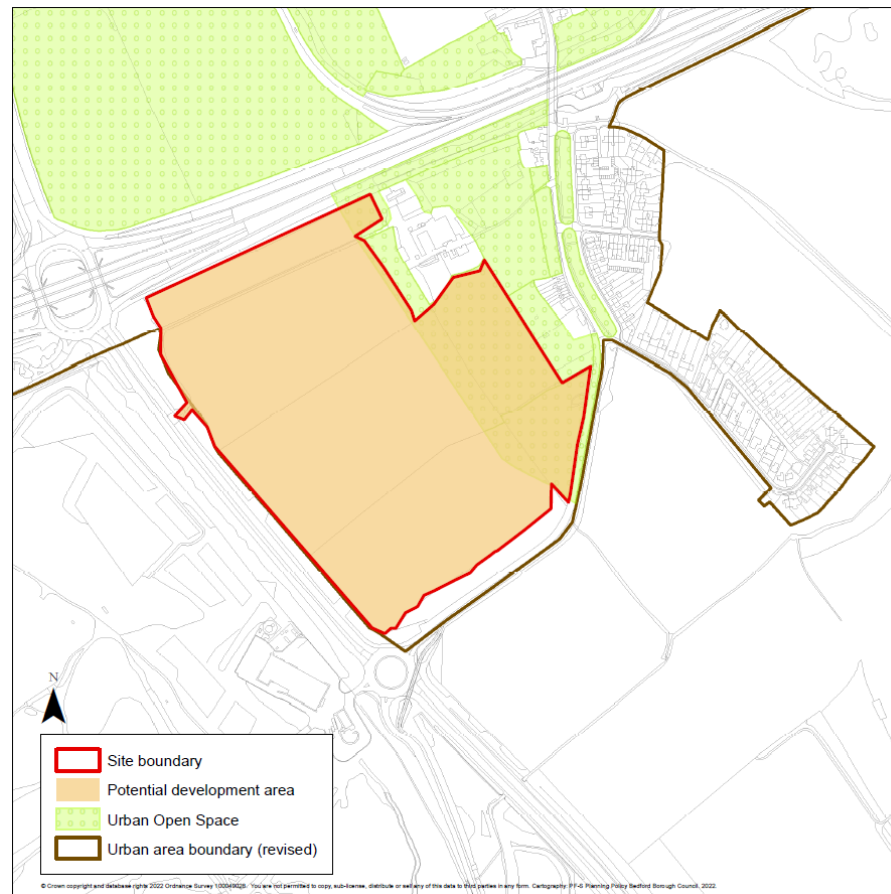 N
Site boundary
Potential development area
Urban Open Space
Urban area boundary (revised)
© Crown copyright and database rights 2022 Ordnance Survey 100049028. You are not permitted to copy, sub-license, distribute or sell any of this data to third parties in any form. Cartography: PF-S Planning Policy Bedford Borough Council, 2022.